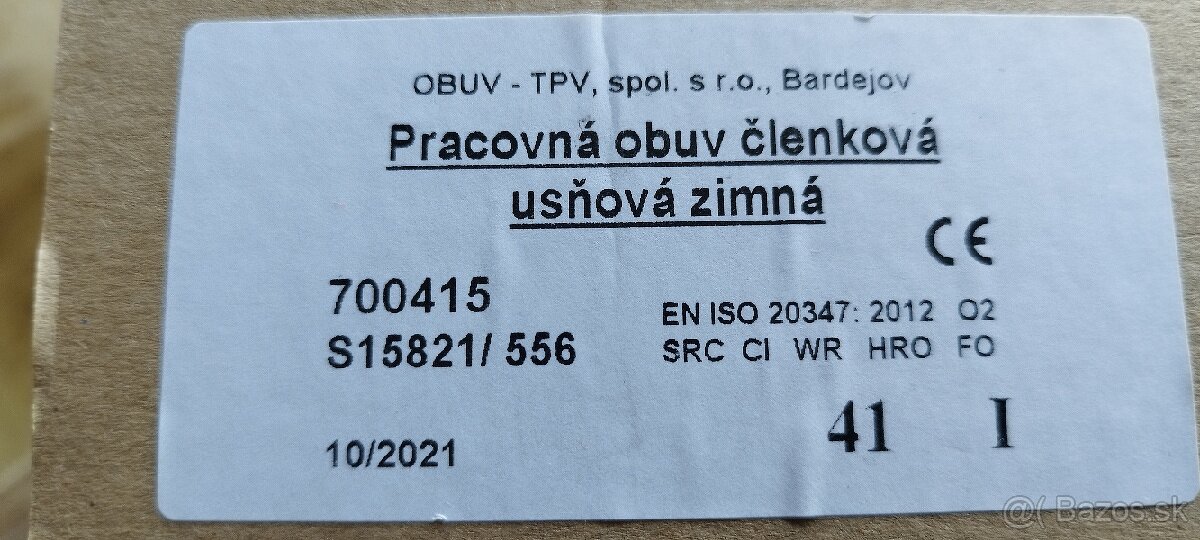 OBUV - TPV, spol. s r.o., Bardejov
Pracovná obuv členková
usňová zimná
CE
700415
EN ISO 20347: 2012 O2
S15821/ 556
SRC CI WR HRO FO
41 I
10/2021
@( Bazos.sk